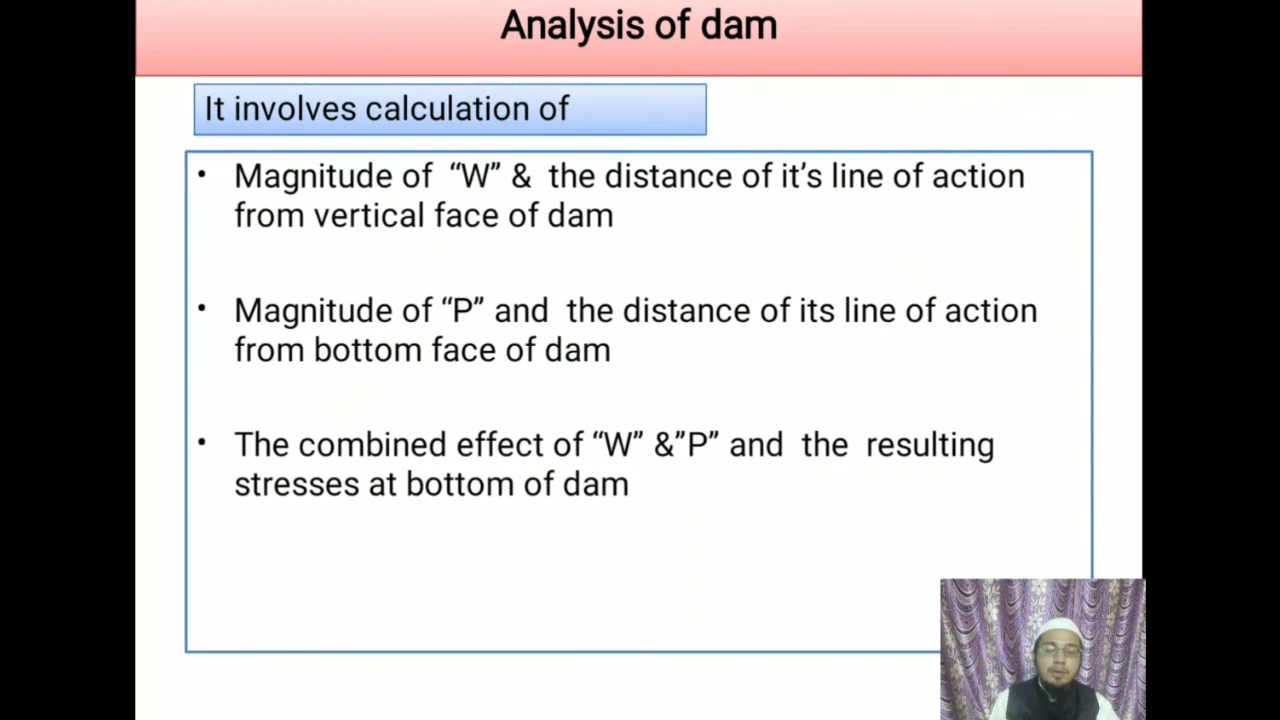 Analysis of dam
It involves calculation of
• Magnitude of “W” & the distance of it’s line of action
from vertical face of dam
• Magnitude of “P” and the distance of its line of action
from bottom face of dam
• The combined effect of “W” &”P” and the resulting
stresses at bottom of dam